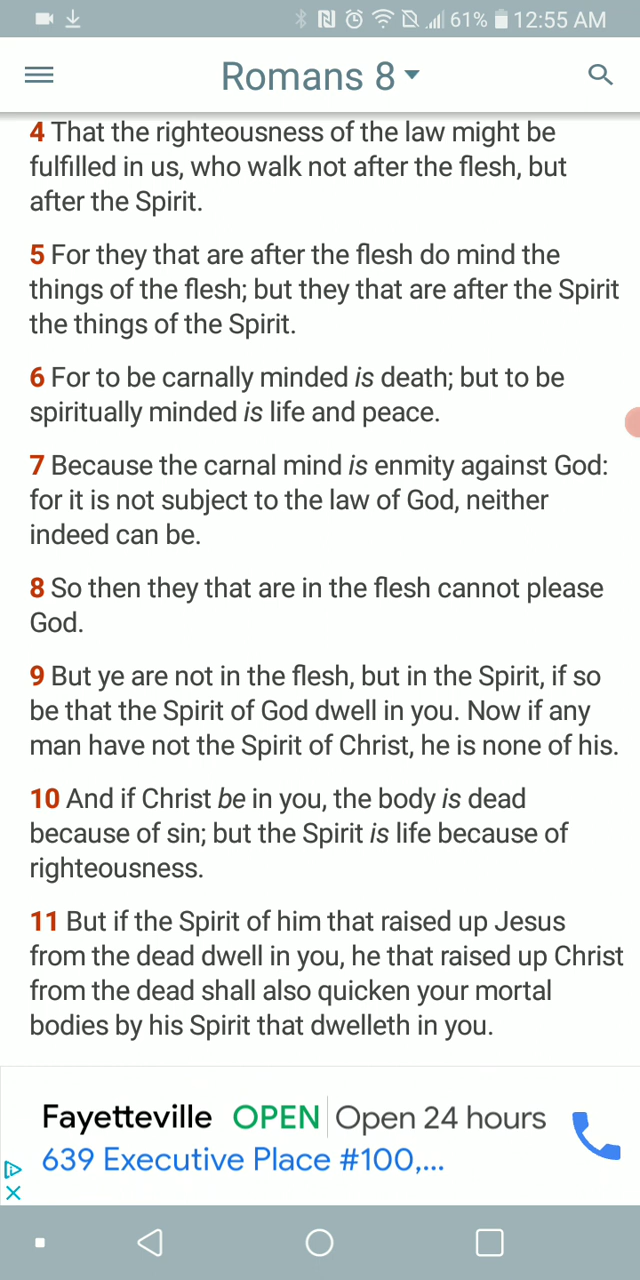 61% 12:55 AM
Romans 8
4 That the righteousness of the law might be
fulfilled in us, who walk not after the flesh, but
after the Spirit.
5 For they that are after the flesh do mind the
things of the flesh; but they that are after the Spirit
the things of the Spirit.
6 For to be carnally minded is death; but to be
spiritually minded is life and peace.
7 Because the carnal mind is enmity against God:
for it is not subject to the law of God, neither
indeed can be.
8 So then they that are in the flesh cannot please
God.
9 But ye are not in the flesh, but in the Spirit, if so
be that the Spirit of God dwell in you. Now if any
man have not the Spirit of Christ, he is none of his.
10 And if Christ be in you, the body is dead
because of sin; but the Spirit is life because of
righteousness.
11 But if the Spirit of him that raised up Jesus
from the dead dwell in you, he that raised up Christ
from the dead shall also quicken your mortal
bodies by his Spirit that dwelleth in you.
Fayetteville OPEN Open 24 hours
639 Executive Place #100,...